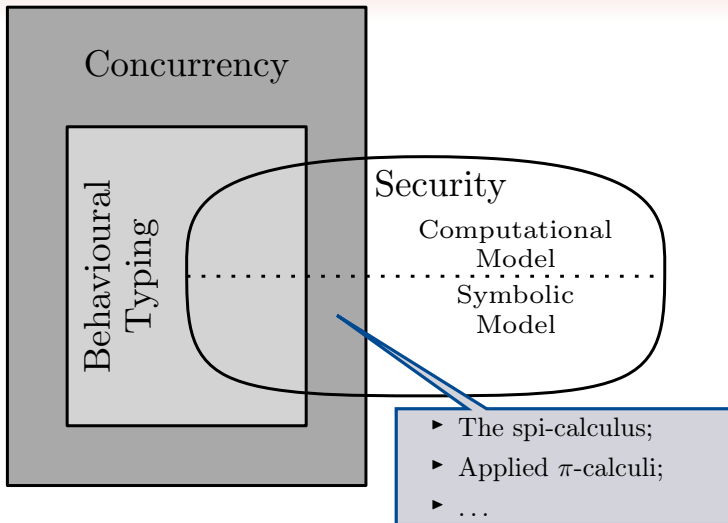 Concurrency
Behavioural
Typing
Security
Computational
Model
Symbolic
Model
► The spi-calculus;
► Applied π-calculi;
► ...